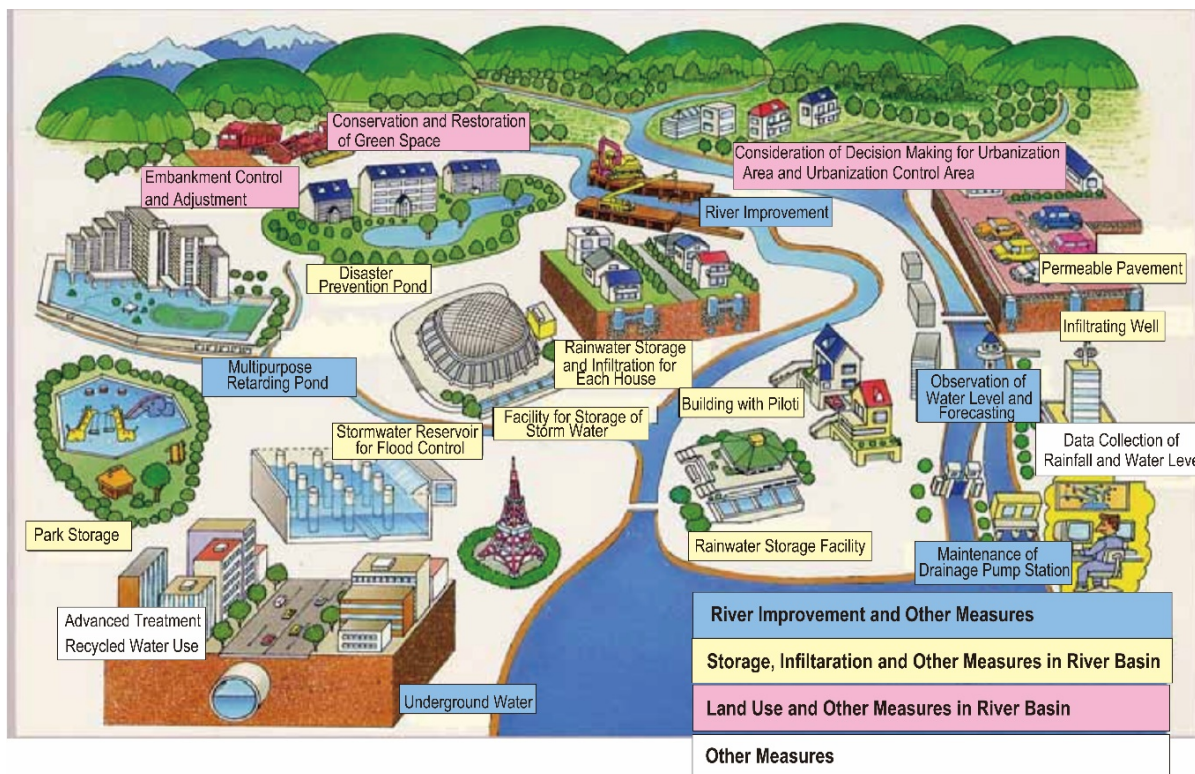 Conservation and Restoration
of Green Space
Embankment Control
and Adjustment
Consideration of Decision Making for Urbanization
Area and Urbanization Control Area
River Improvement
Disaster
Prevention Pond
Permeable Pavement
Infiltrating Well
Multipurpose
Retarding Pond
Rainwater Storage
and Infiltration for
Each House
Building with Piloti
Observation of
Water Level and
Forecasting
Facility for Storage of
Storm Water
Stormwater Reservoir
for Flood Control
Data Collection of
Rainfall and Water Leve
Park Storage
Rainwater Storage Facility
Maintenance of
Drainage Pump Station
Advanced Treatment
Recycled Water Use
Underground Water
River Improvement and Other Measures
Storage, Infiltaration and Other Measures in River Basin
Land Use and Other Measures in River Basin
Other Measures